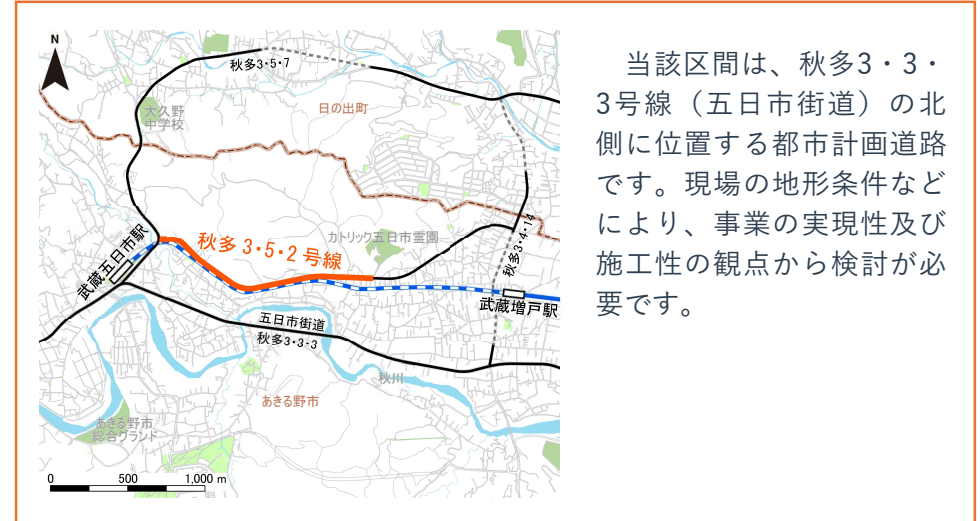 N
秋多3・5・7
大久野
中学校
日の出町
武蔵五日市駅
秋多3・5・2号線
カトリック五日市霊園
秋多3・4・14
武蔵増戸駅
五日市街道
秋多3・3・3
秋川
あきる野市
あきる野市
総合グランド
0 500 1,000 m
当該区間は、秋多3・3・
3号線（五日市街道）の北
側に位置する都市計画道路
です。現場の地形条件など
により、事業の実現性及び
施工性の観点から検討が必
要です。